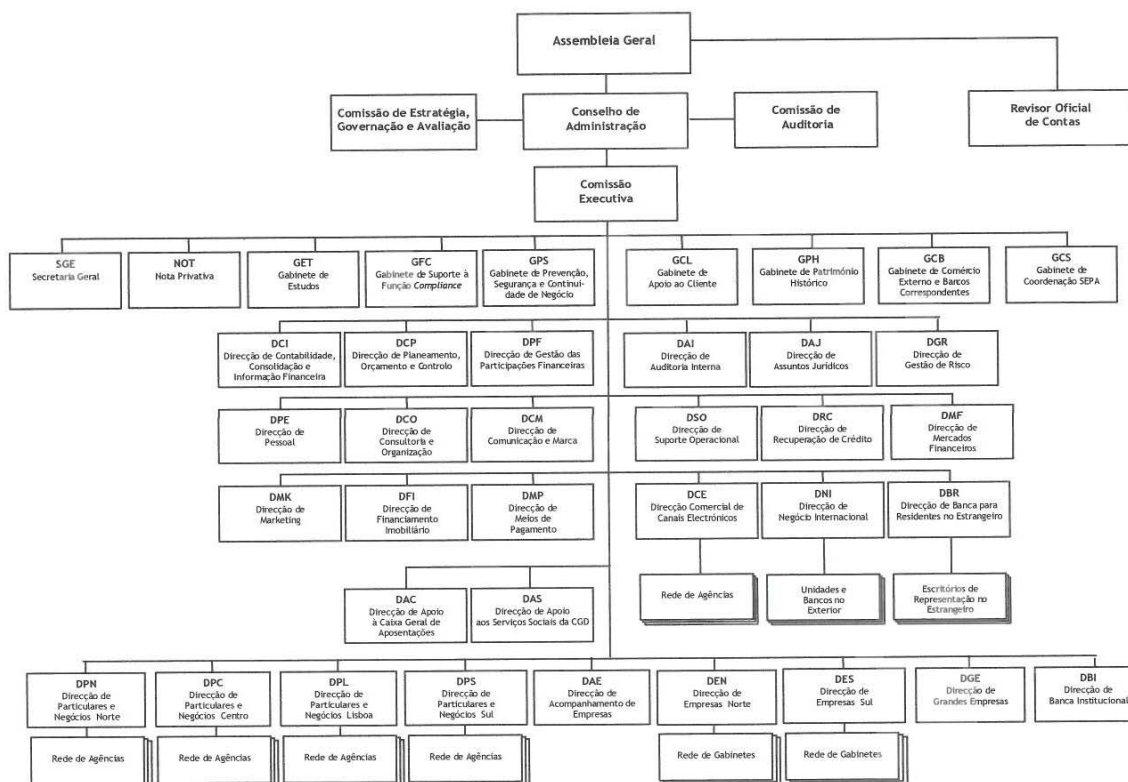 Assembleia Geral
Comissão de Estratégia,
Governação e Avaliação
Conselho de
Administração
Comissão de
Auditoria
Revisor Oficial
de Contas
Comissão
Executiva
SGE
Secretaria Geral
NOT
Nota Privativa
GET
Gabinete de
Estudos
GFC
Gabinete de Suporte à
Função Compliance
GPS
Gabinete de Prevenção,
Segurança e Continui-
dade de Negócio
GCL
Gabinete de
Apoio ao Cliente
GPH
Gabinete de Património
Histórico
GCB
Gabinete de Comércio
Externo e Bancos
Correspondentes
GCS
Gabinete de
Coordenação SEPA
DCI
Direcção de Contabilidade,
Consolidação e
Informação Financeira
DCP
Direcção de Planeamento,
Orçamento e Controlo
DPF
Direcção de Gestão das
Participações Financeiras
DAI
Direcção de
Auditoria Interna
DAJ
Direcção de
Assuntos Jurídicos
DGR
Direcção de
Gestão de Risco
DPE
Direcção de
Pessoal
DCO
Direcção de
Consultoria e
Organização
DCM
Direcção de
Comunicação e Marca
DSO
Direcção de
Suporte Operacional
DRC
Direcção de
Recuperação de Crédito
DMF
Direcção de
Mercados
Financeiros
DMK
Direcção de
Marketing
DFI
Direcção de
Financiamento
Imobiliário
DMP
Direcção de
Meios de
Pagamento
DCE
Direcção Comercial de
Canais Electrónicos
DNI
Direcção de
Negócio Internacional
DBR
Direcção de Banca para
Residentes no Estrangeiro
Rede de Agências
Unidades e
Bancos no
Exterior
Escritórios de
Representação no
Estrangeiro
DAC
Direcção de Apoio
à Caixa Geral de
Aposentações
DAS
Direcção de Apoio
aos Serviços Sociais da CGD
DPN
Direcção de
Particulares e
Negócios Norte
DPC
Direcção de
Particulares e
Negócios Centro
DPL
Direcção de
Particulares e
Negócios Lisboa
DPS
Direcção de
Particulares e
Negócios Sul
DAE
Direcção de
Acompanhamento de
Empresas
DEN
Direcção de
Empresas Norte
DES
Direcção de
Empresas Sul
DGE
Direcção de
Grandes Empresas
DBI
Direcção de
Banca Institucional
Rede de Agências
Rede de Agências
Rede de Agências
Rede de Agências
Rede de Gabinetes
Rede de Gabinetes